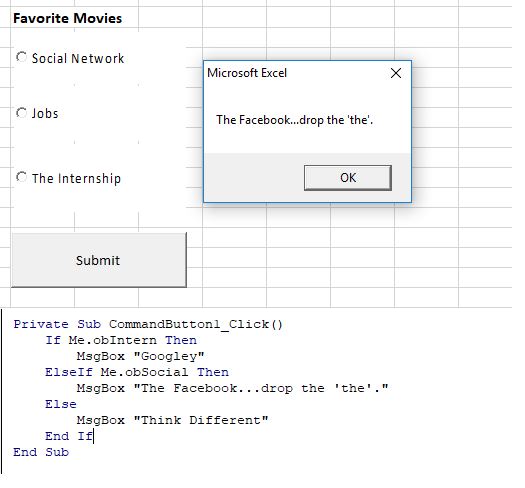 Favorite Movies
Social Network
Jobs
The Internship
Submit
Microsoft Excel
The Facebook...drop the 'the'.
OK
Private Sub CommandButton1_Click()
If Me.obIntern Then
MsgBox "Googley"
ElseIf Me.obSocial Then
MsgBox "The Facebook...drop the 'the'."
Else
MsgBox "Think Different"
End If
End Sub